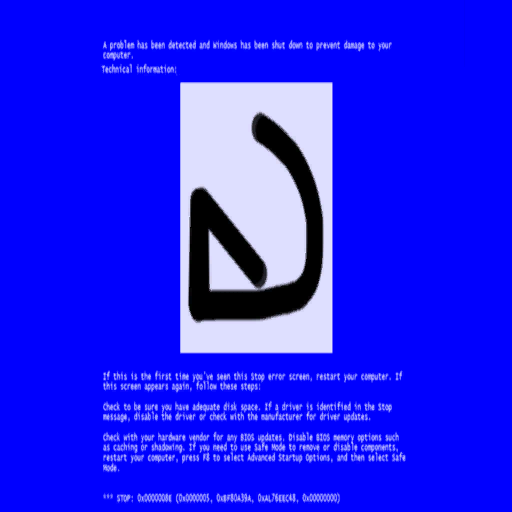 A problem has been detected and Windows has been shut down to prevent damage to your
computer.
Technical information:
If this is the first time you've seen this Stop error screen, restart your computer. If
this screen appears again, follow these steps:
Check to be sure you have adequate disk space. If a driver is identified in the Stop
message, disable the driver or check with the manufacturer for driver updates.
Check with your hardware vendor for any BIOS updates. Disable BIOS memory options such
as caching or shadowing. If you need to use Safe Mode to remove or disable components,
restart your computer, press F8 to select Advanced Startup Options, and then select Safe
Mode.
*** STOP: 0x0000008E (0x0000005, 0xBF80A39A, 0xAL76EEC48, 0x00000000)